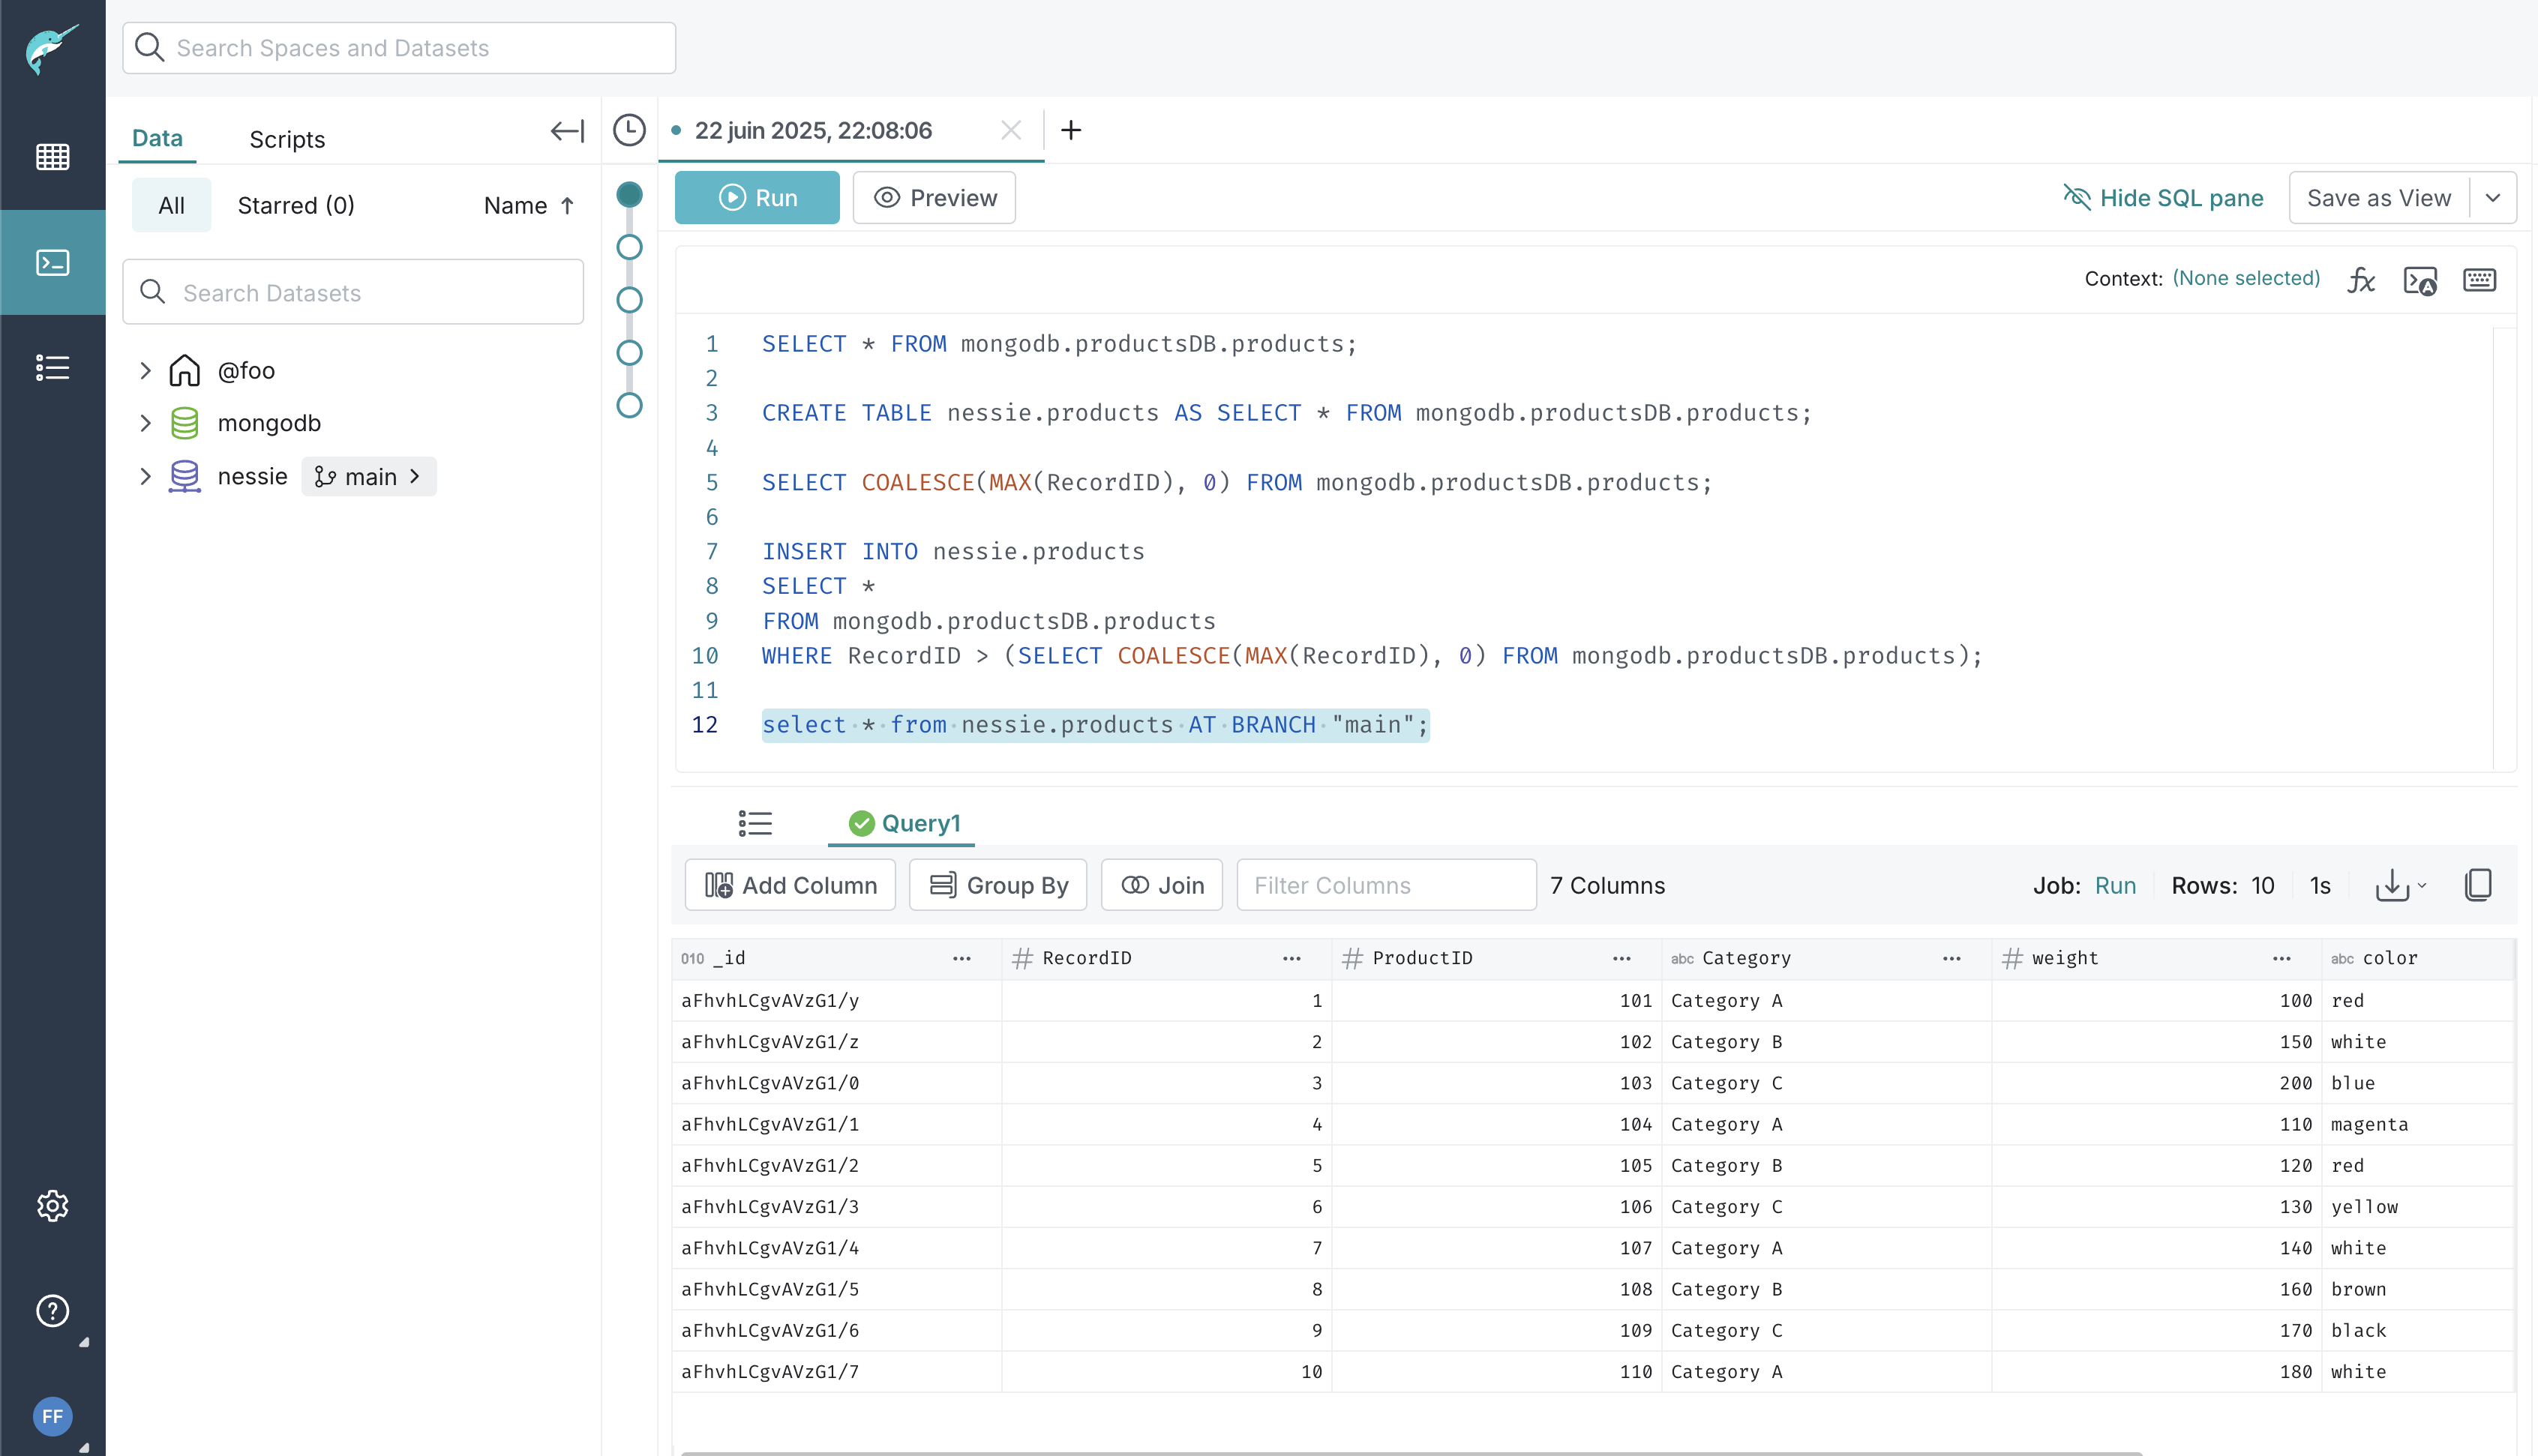 Search Spaces and Datasets
Data Scripts
22 juin 2025, 22:08:06
All Starred (0) Name
Search Datasets
@foo
mongodb
nessie main
Run Preview
Hide SQL pane Save as View
Context: (None selected) fx
1 SELECT * FROM mongodb.productsDB.products;
2
3 CREATE TABLE nessie.products AS SELECT * FROM mongodb.productsDB.products;
4
5 SELECT COALESCE(MAX(RecordID), 0) FROM mongodb.productsDB.products;
6
7 INSERT INTO nessie.products
8 SELECT *
9 FROM mongodb.productsDB.products
10 WHERE RecordID > (SELECT COALESCE(MAX(RecordID), 0) FROM mongodb.productsDB.products);
11
12 select * from nessie.products AT BRANCH "main";
Query1
Add Column Group By Join Filter Columns 7 Columns Job: Run Rows: 10 1s
010 _id ... # RecordID ... # ProductID ... abc Category ... # weight ... abc color
aFhvhLCgvAVzG1/y 1 101 Category A 100 red
aFhvhLCgvAVzG1/z 2 102 Category B 150 white
aFhvhLCgvAVzG1/0 3 103 Category C 200 blue
aFhvhLCgvAVzG1/1 4 104 Category A 110 magenta
aFhvhLCgvAVzG1/2 5 105 Category B 120 red
aFhvhLCgvAVzG1/3 6 106 Category C 130 yellow
aFhvhLCgvAVzG1/4 7 107 Category A 140 white
aFhvhLCgvAVzG1/5 8 108 Category B 160 brown
aFhvhLCgvAVzG1/6 9 109 Category C 170 black
aFhvhLCgvAVzG1/7 10 110 Category A 180 white
FF